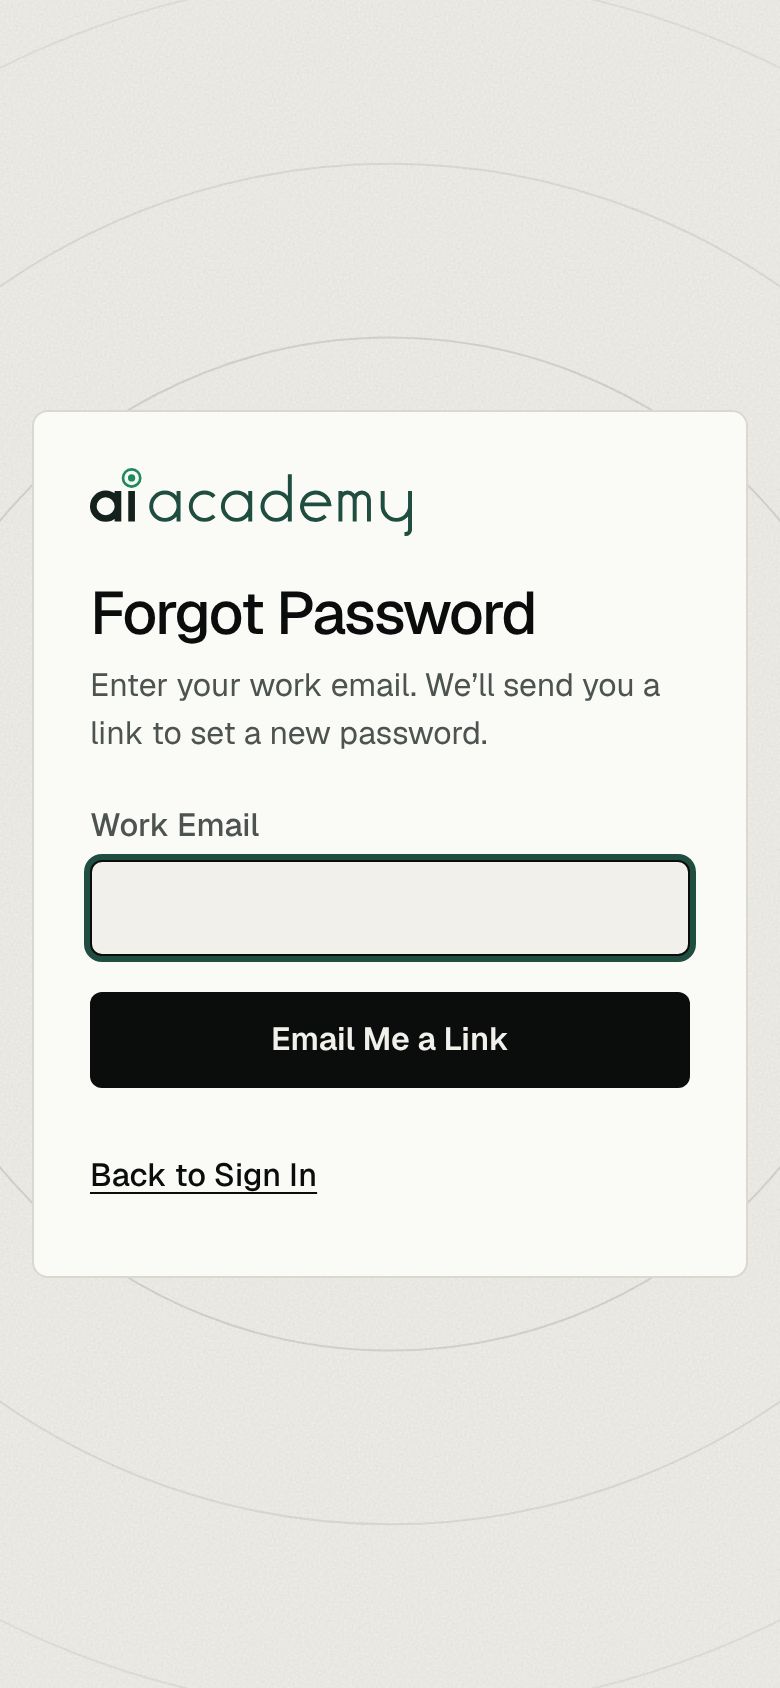 ai academy
Forgot Password
Enter your work email. We’ll send you a
link to set a new password.
Work Email
Email Me a Link
Back to Sign In